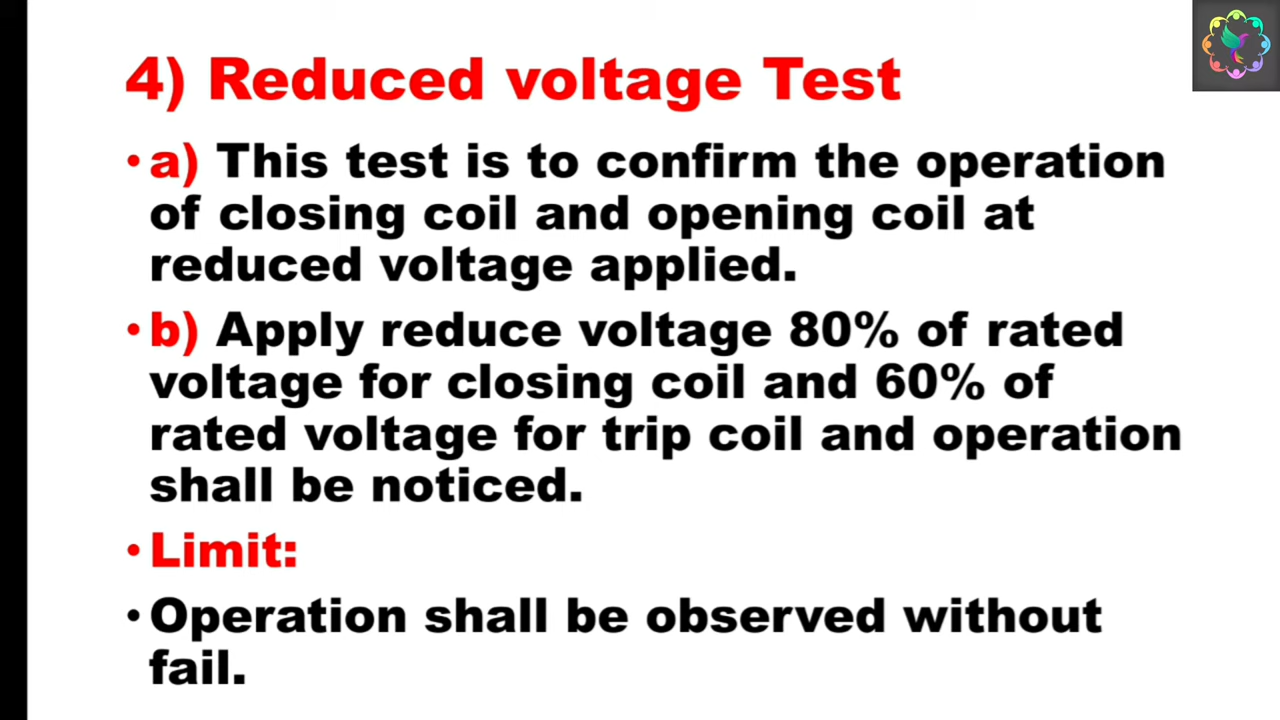 4) Reduced voltage Test
• a) This test is to confirm the operation
of closing coil and opening coil at
reduced voltage applied.
• b) Apply reduce voltage 80% of rated
voltage for closing coil and 60% of
rated voltage for trip coil and operation
shall be noticed.
• Limit:
• Operation shall be observed without
fail.